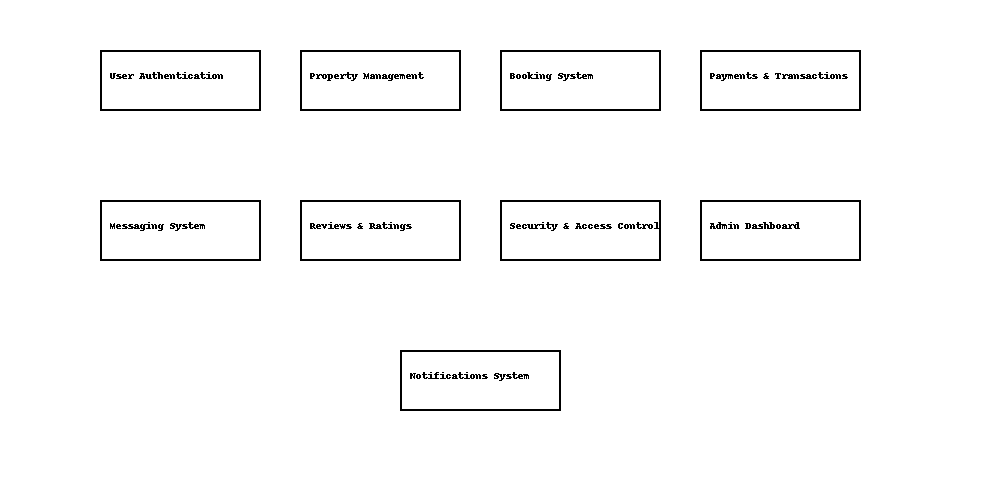 User Authentication
Property Management
Booking System
Payments & Transactions
Messaging System
Reviews & Ratings
Security & Access Control
Admin Dashboard
Notifications System